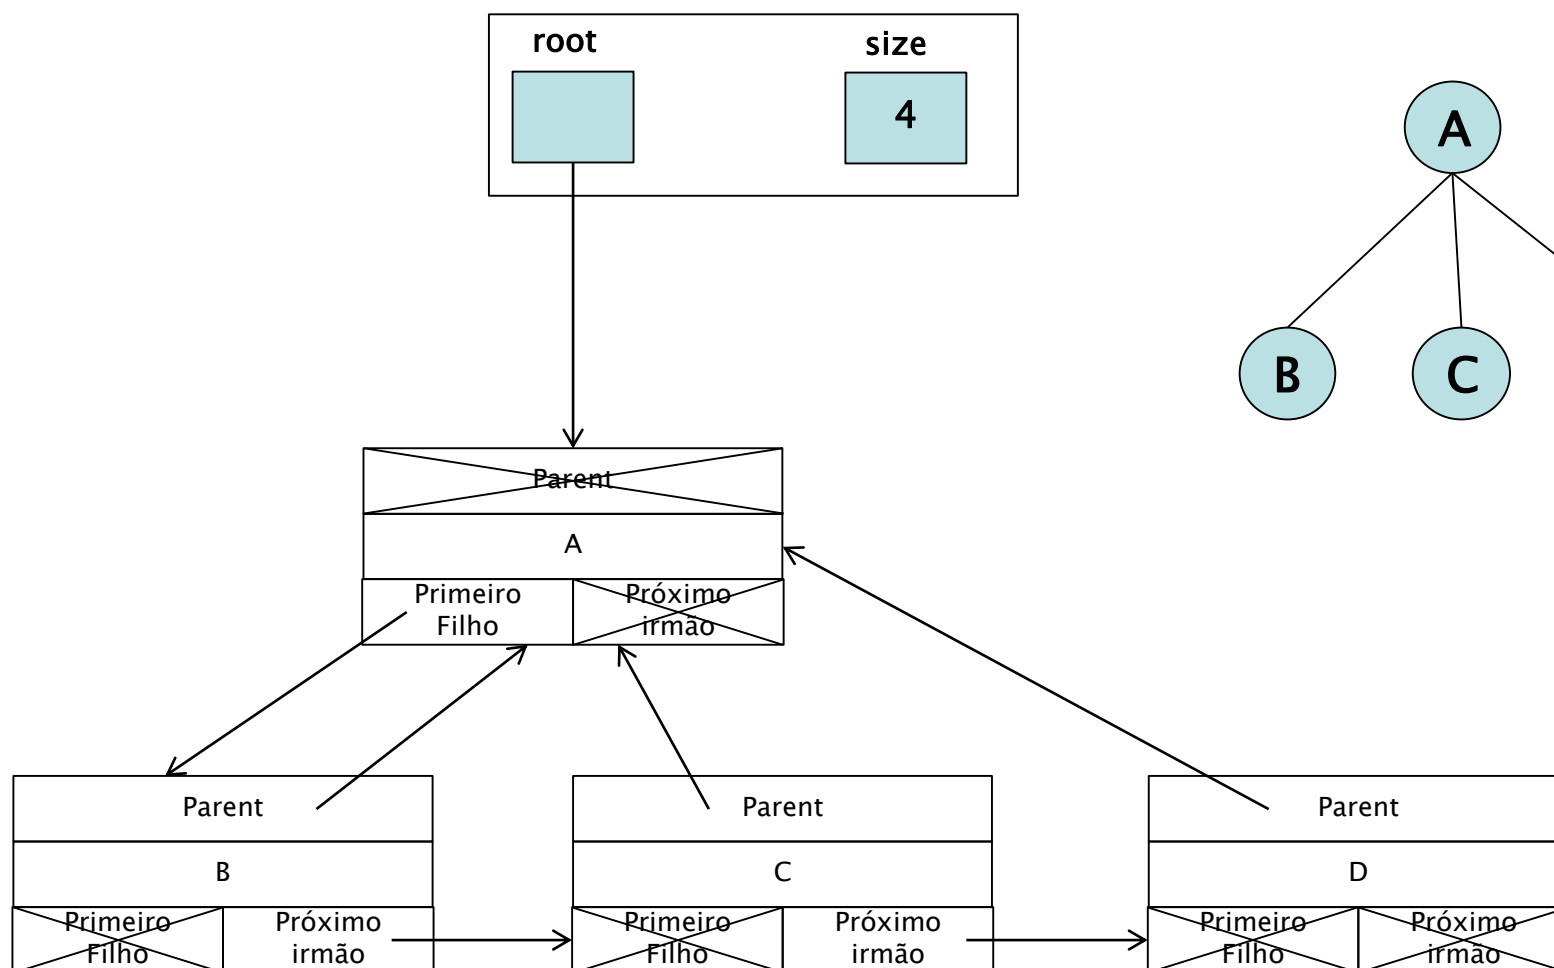 root
size
4
A
B
C
Parent
A
Primeiro
Filho
Próximo
irmão
Parent
B
Primeiro
Filho
Próximo
irmão
Parent
C
Primeiro
Filho
Próximo
irmão
Parent
D
Primeiro
Filho
Próximo
irmão